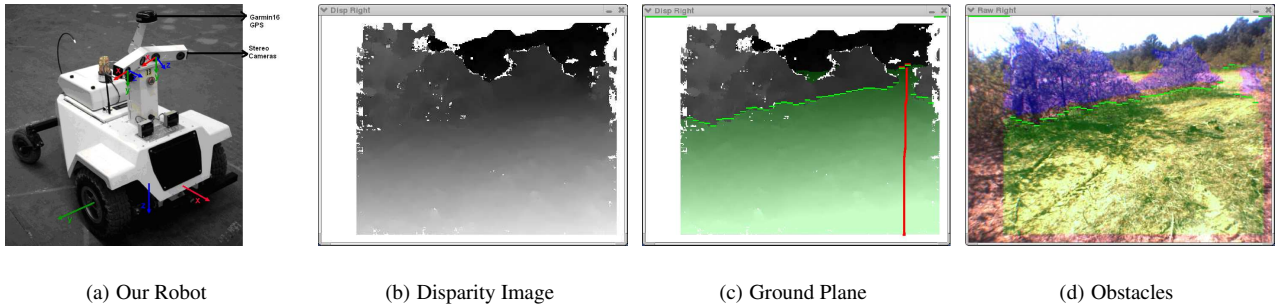 Garmin16
GPS
Stereo
Cameras
Disp Right
Disp Right
Raw Right
(a) Our Robot
(b) Disparity Image
(c) Ground Plane
(d) Obstacles